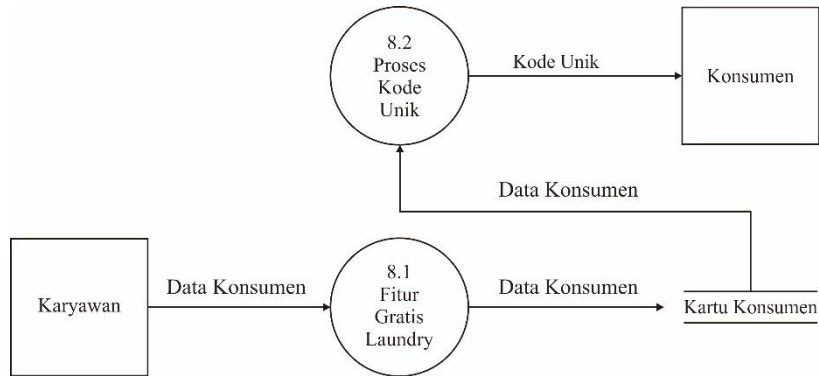 8.2
Proses
Kode
Unik
Kode Unik
Konsumen
Data Konsumen
Karyawan
Data Konsumen
8.1
Fitur
Gratis
Laundry
Data Konsumen
Kartu Konsumen